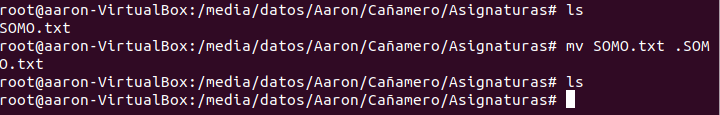 root@aaron-VirtualBox:/media/datos/Aaron/Cañamero/Asignaturas# ls
SOMO.txt
root@aaron-VirtualBox:/media/datos/Aaron/Cañamero/Asignaturas# mv SOMO.txt .SOM
O.txt
root@aaron-VirtualBox:/media/datos/Aaron/Cañamero/Asignaturas# ls
root@aaron-VirtualBox:/media/datos/Aaron/Cañamero/Asignaturas#